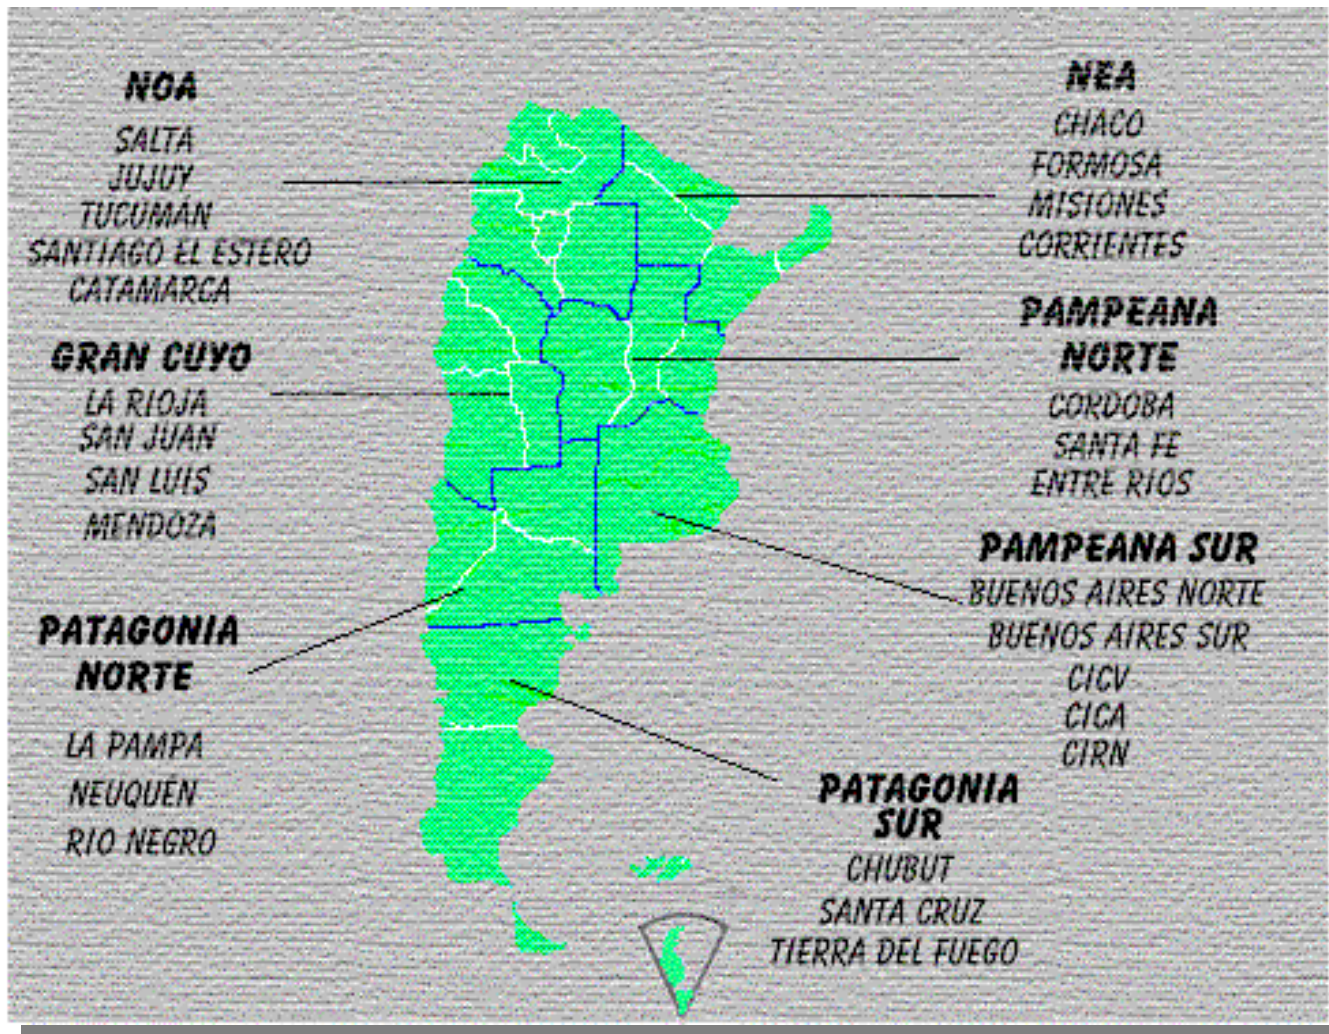 NOA
SALTA
JUJUY
TUCUMÁN
SANTIAGO EL ESTERO
CATAMARCA
GRAN CUYO
LA RIOJA
SAN JUAN
SAN LUIS
MENDOZA
PATAGONIA
NORTE
LA PAMPA
NEUQUÉN
RIO NEGRO
NEA
CHACO
FORMOSA
MISIONES
CORRIENTES
PAMPEANA
NORTE
CORDOBA
SANTA FE
ENTRE RIOS
PAMPEANA SUR
BUENOS AIRES NORTE
BUENOS AIRES SUR
CICV
CICA
CIRN
PATAGONIA
SUR
CHUBUT
SANTA CRUZ
TIERRA DEL FUEGO